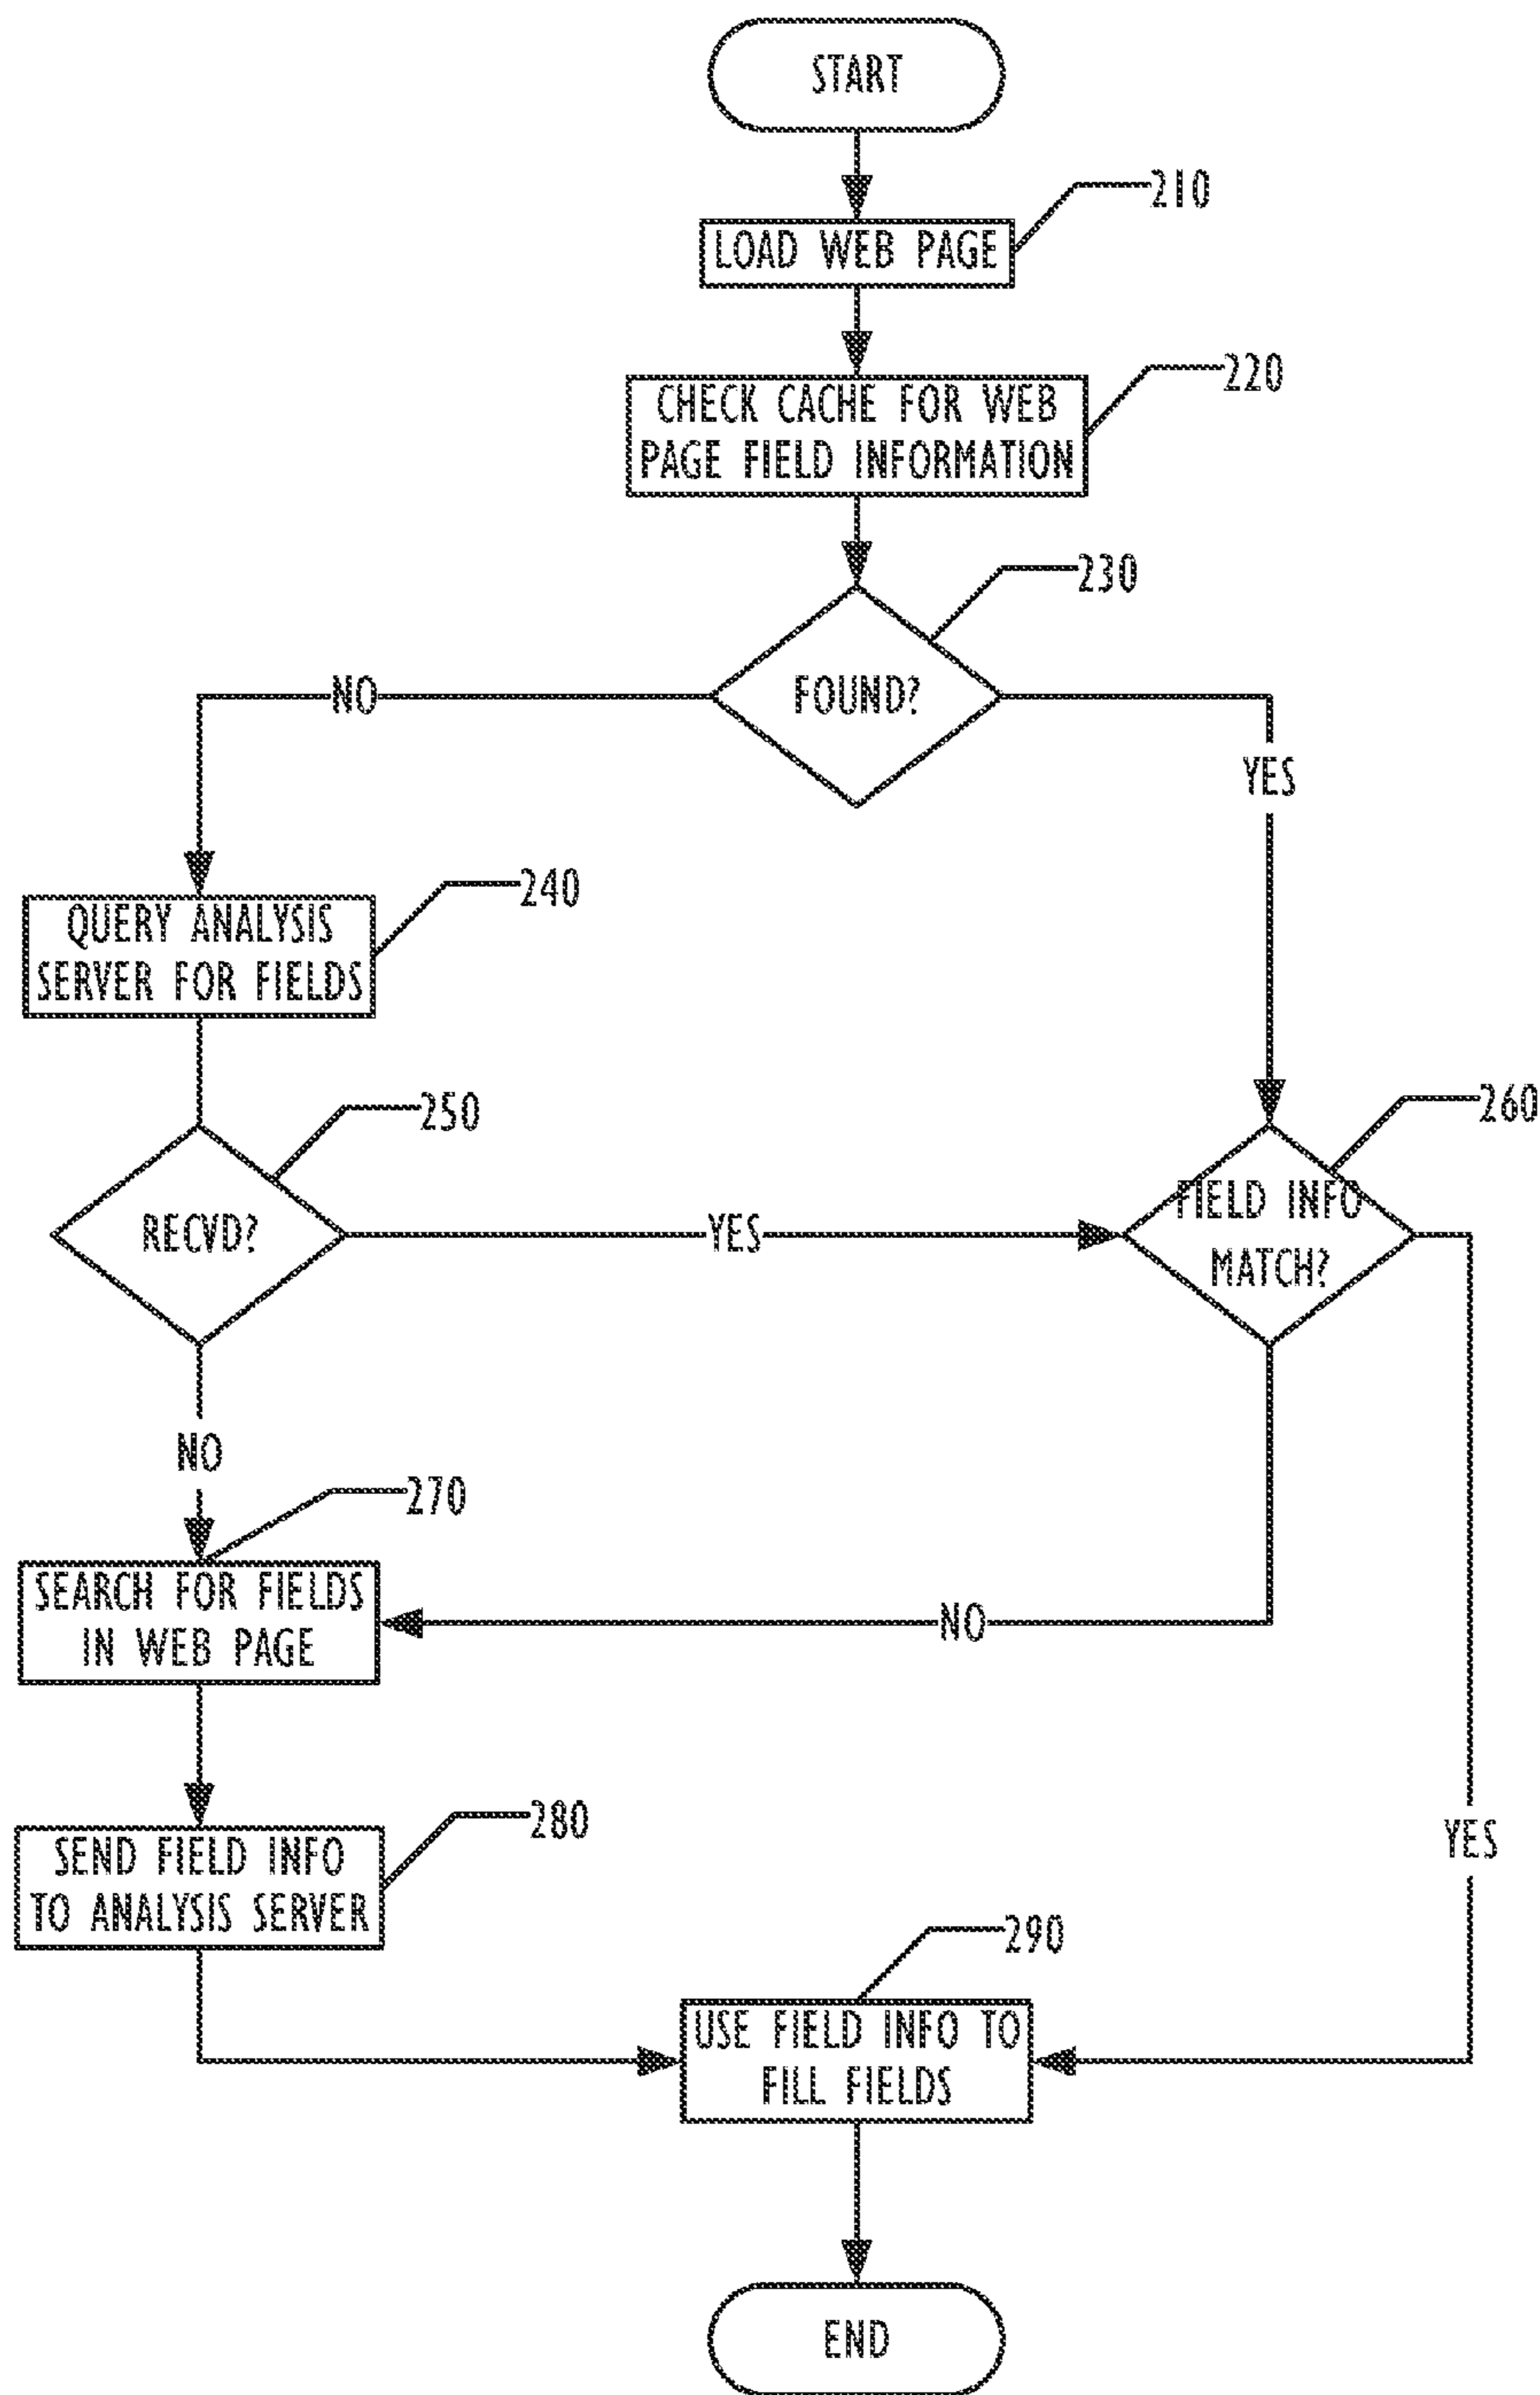 START
210
LOAD WEB PAGE
220
CHECK CACHE FOR WEB
PAGE FIELD INFORMATION
230
FOUND?
NO
YES
240
QUERY ANALYSIS
SERVER FOR FIELDS
250
RECVD?
YES
260
FIELD INFO
MATCH?
NO
270
SEARCH FOR FIELDS
IN WEB PAGE
NO
280
SEND FIELD INFO
TO ANALYSIS SERVER
YES
290
USE FIELD INFO TO
FILL FIELDS
END